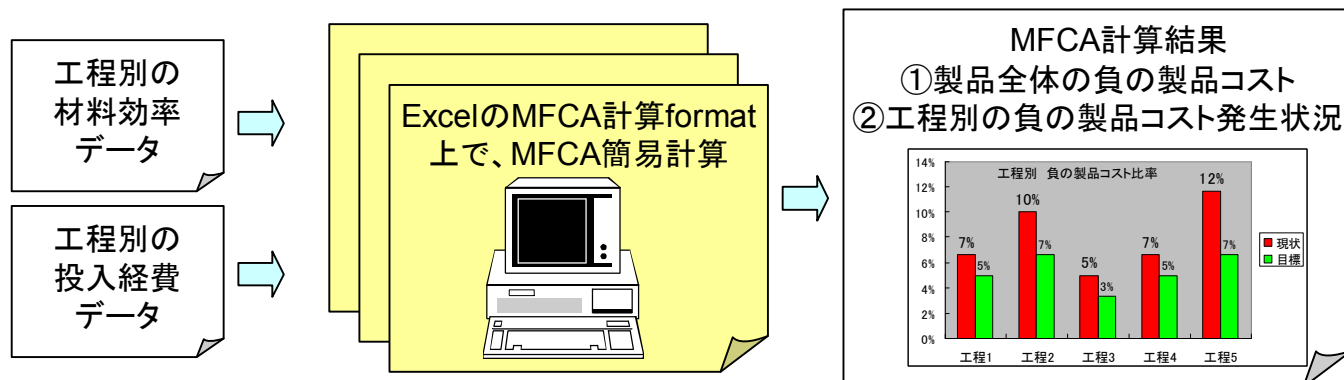 工程別の
材料効率
データ
工程別の
投入経費
データ
ExcelのMFCA計算format
上で、MFCA簡易計算
MFCA計算結果
①製品全体の負の製品コスト
②工程別の負の製品コスト発生状況
工程別 負の製品コスト比率
14%
12%
10%
8%
6%
4%
2%
0%
7%
5%
10%
7%
5%
3%
7%
5%
12%
7%
工程1
工程2
工程3
工程4
工程5
現状
目標